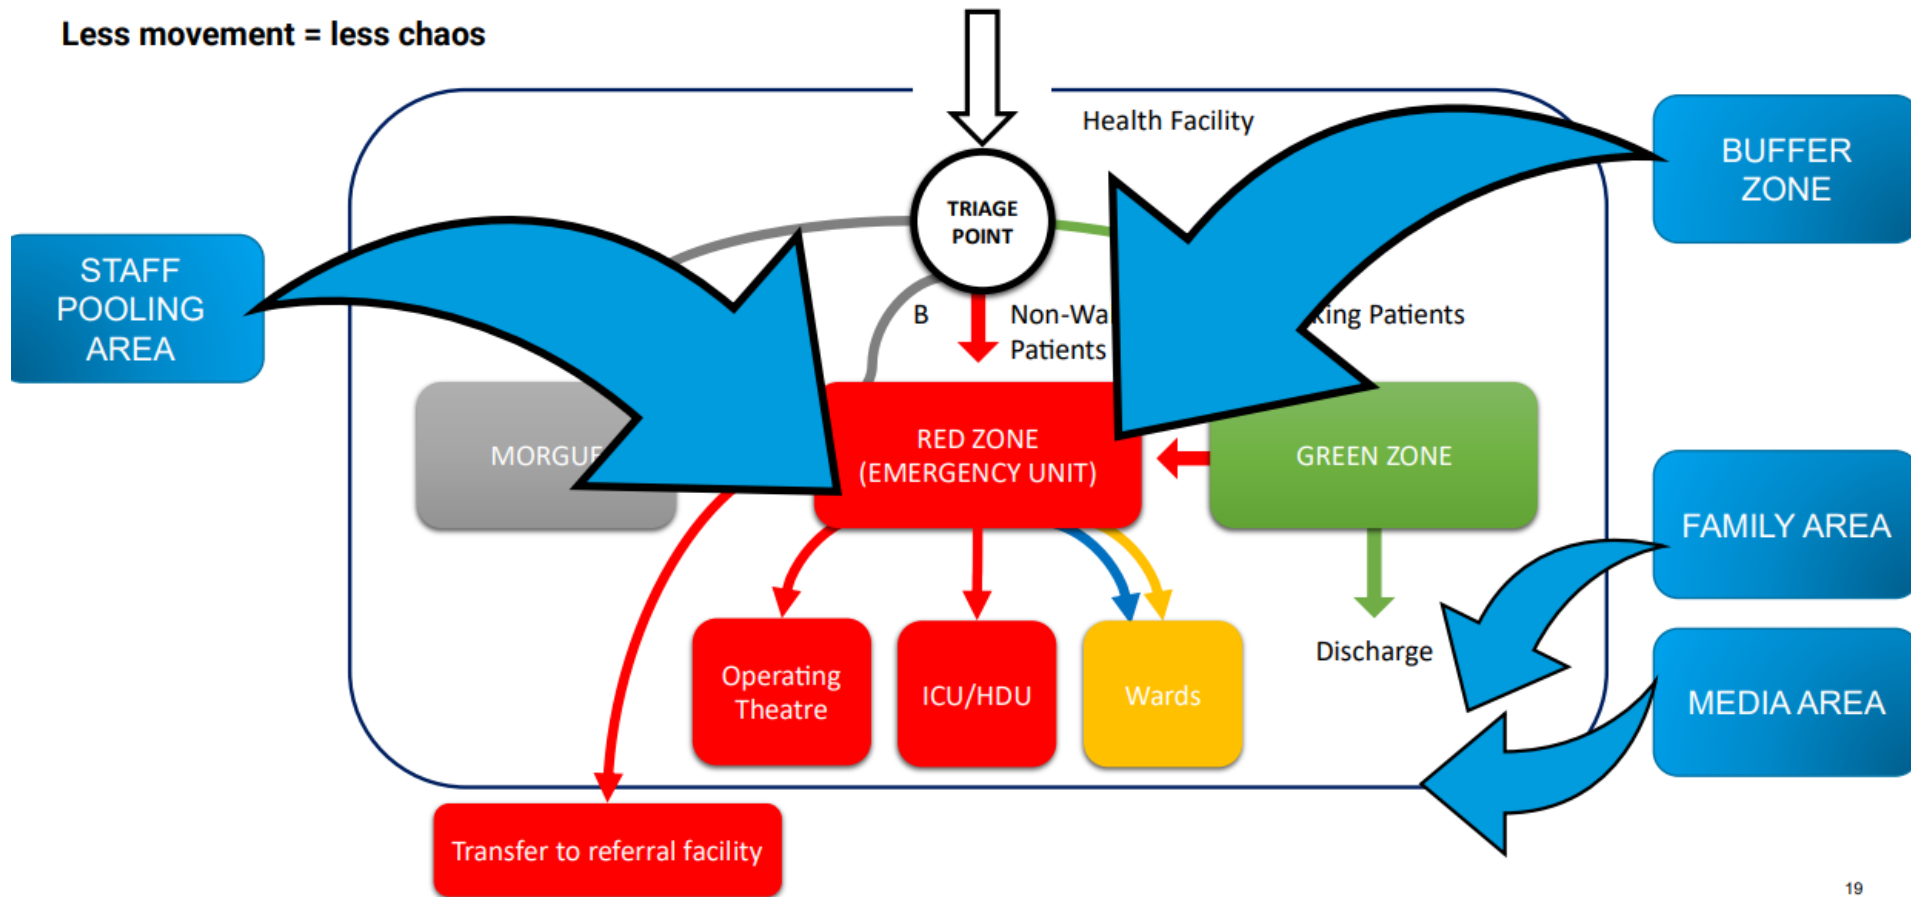 Less movement = less chaos
Health Facility
BUFFER
ZONE
TRIAGE
POINT
STAFF
POOLING
AREA
B
Non-Wa
Patients
king Patients
MORGUE
RED ZONE
(EMERGENCY UNIT)
GREEN ZONE
FAMILY AREA
Operating
Theatre
ICU/HDU
Wards
Discharge
MEDIA AREA
Transfer to referral facility
19